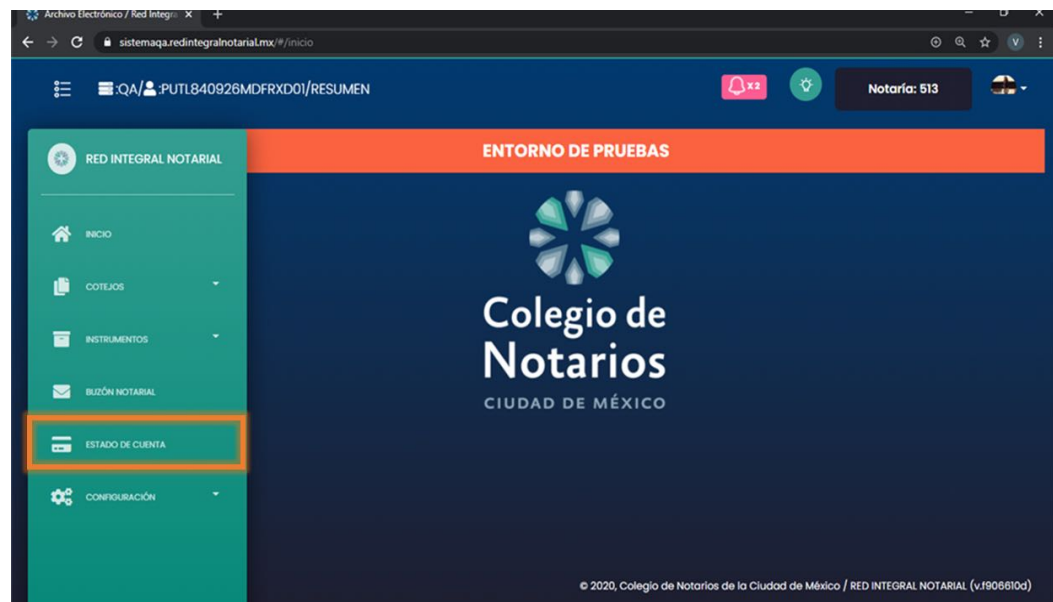 Archivo Electrónico / Red Integra
sistemaqa.redintegralnotarial.mx/#/inicio
V
:QA/ :PUTL840926MDFRXD01/RESUMEN
X2
Notaría: 513
RED INTEGRAL NOTARIAL
ENTORNO DE PRUEBAS
INICIO
COTEJOS
INSTRUMENTOS
BUZÓN NOTARIAL
ESTADO DE CUENTA
CONFIGURACIÓN
Colegio de
Notarios
CIUDAD DE MÉXICO
© 2020, Colegio de Notarios de la Ciudad de México / RED INTEGRAL NOTARIAL (v.f906610d)